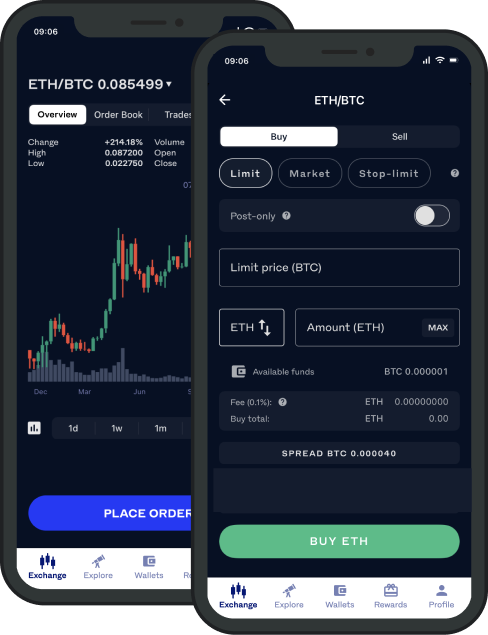 09:06
ETH/BTC 0.085499
Overview Order Book Trades
Change +214.18% Volume
High 0.087200 Open
Low 0.022750 Close
07
Dec Mar Jun S
1d 1w 1m
PLACE ORDER
Exchange Explore Wallets Re
09:06
ETH/BTC
Buy Sell
Limit Market Stop-limit ?
Post-only ?
Limit price (BTC)
ETH Amount (ETH) MAX
Available funds BTC 0.000001
Fee (0.1%): ? ETH 0.00000000
Buy total: ETH 0.00
SPREAD BTC 0.000040
BUY ETH
Exchange Explore Wallets Rewards Profile